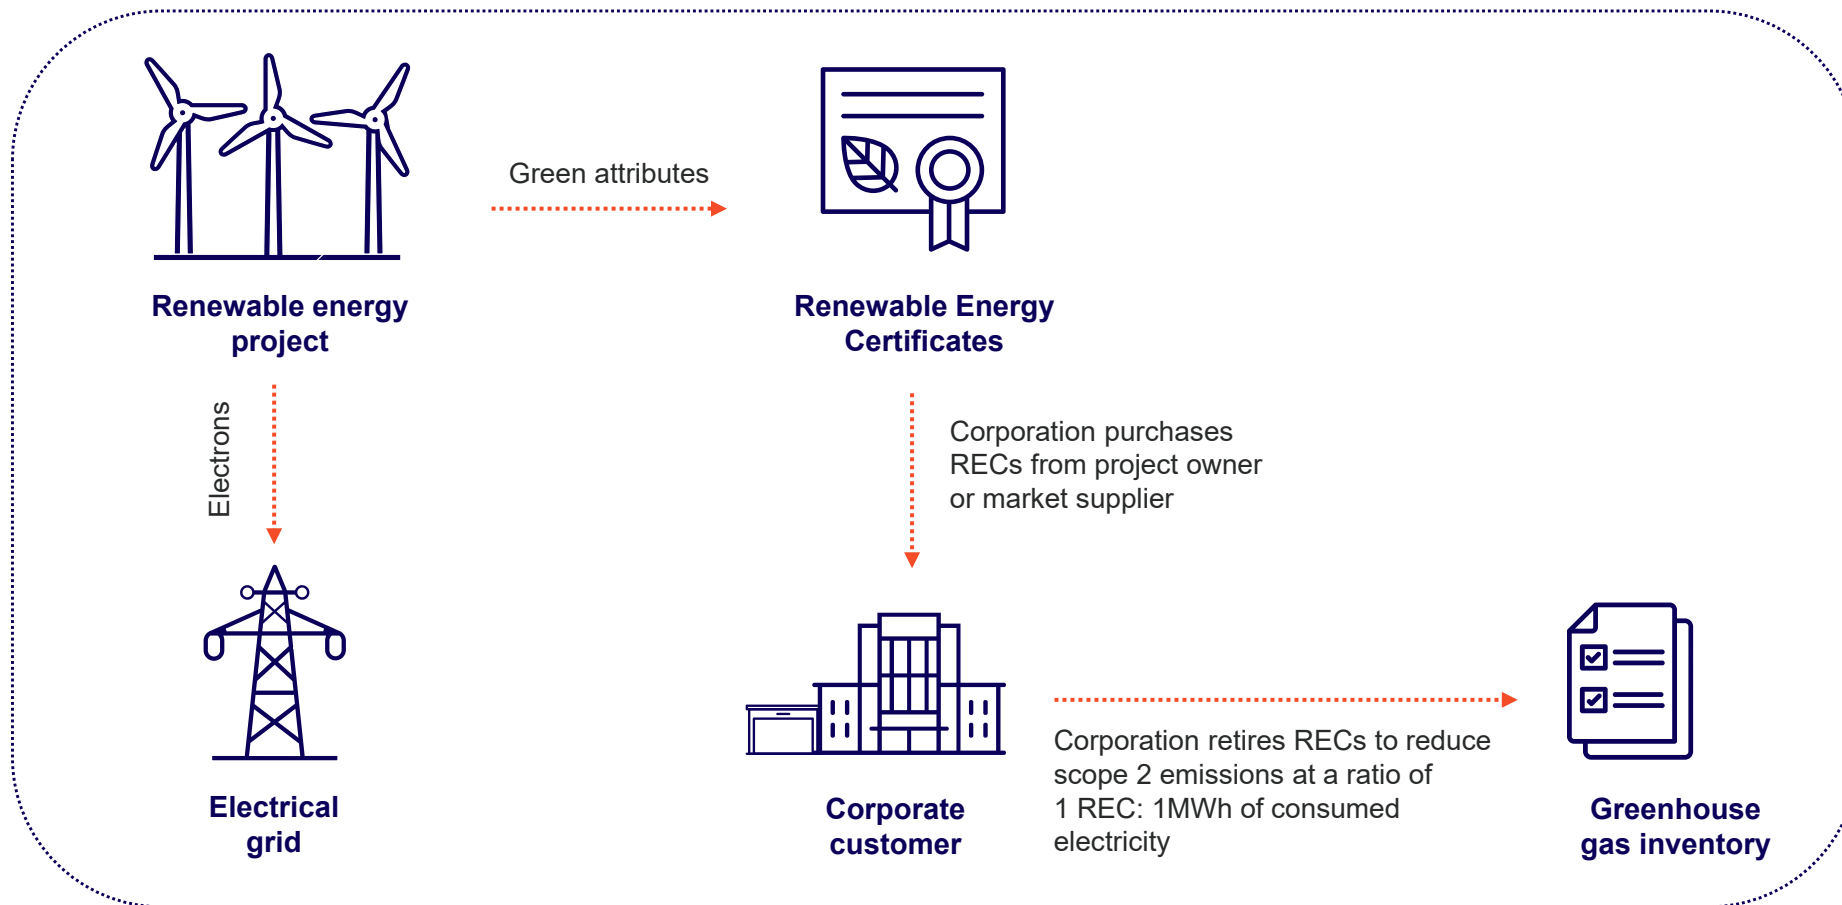 Green attributes
Renewable energy
project
Renewable Energy
Certificates
Electrons
Corporation purchases
RECs from project owner
or market supplier
Electrical
grid
Corporate
customer
Corporation retires RECs to reduce
scope 2 emissions at a ratio of
1 REC: 1MWh of consumed
electricity
Greenhouse
gas inventory